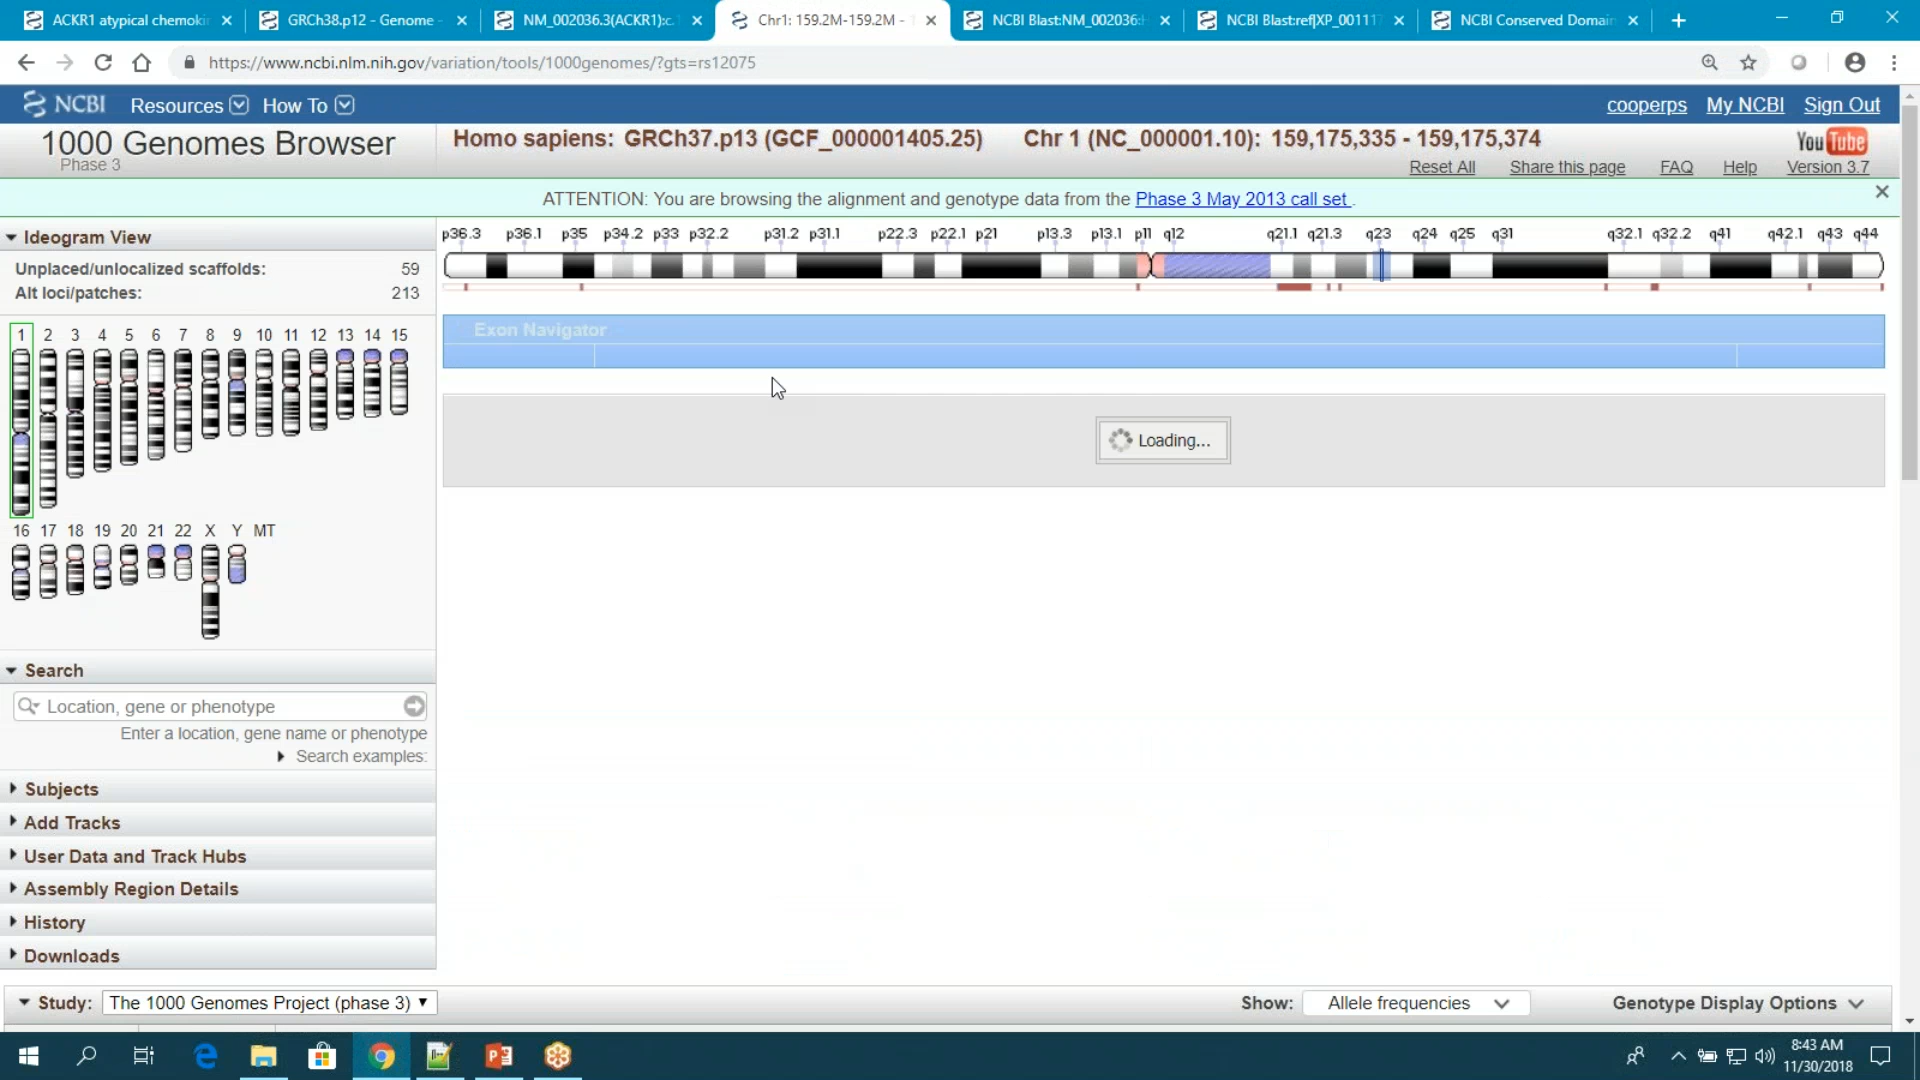 ACKR1 atypical chemoki
GRCh38.p12 - Genome -
NM_002036.3(ACKR1):c.
Chr1: 159.2M-159.2M -
NCBI Blast:NM_002036:
NCBI Blast:ref|XP_00111
NCBI Conserved Domain
https://www.ncbi.nlm.nih.gov/variation/tools/1000genomes/?gts=rs12075
NCBI Resources How To
cooperps My NCBI Sign Out
1000 Genomes Browser
Phase 3
Homo sapiens: GRCh37.p13 (GCF_000001405.25) Chr 1 (NC_000001.10): 159,175,335 - 159,175,374
YouTube
Reset All Share this page FAQ Help Version 3.7
ATTENTION: You are browsing the alignment and genotype data from the Phase 3 May 2013 call set .
Ideogram View
Unplaced/unlocalized scaffolds: 59
Alt loci/patches: 213
1 2 3 4 5 6 7 8 9 10 11 12 13 14 15
16 17 18 19 20 21 22 X Y MT
p36.3 p36.1 p35 p34.2 p33 p32.2 p31.2 p31.1 p22.3 p22.1 p21 p13.3 p13.1 p11 q12 q21.1 q21.3 q23 q24 q25 q31 q32.1 q32.2 q41 q42.1 q43 q44
Exon Navigator
Loading...
Search
Location, gene or phenotype
Enter a location, gene name or phenotype
Search examples:
Subjects
Add Tracks
User Data and Track Hubs
Assembly Region Details
History
Downloads
Study: The 1000 Genomes Project (phase 3)
Show: Allele frequencies
Genotype Display Options
8:43 AM
11/30/2018